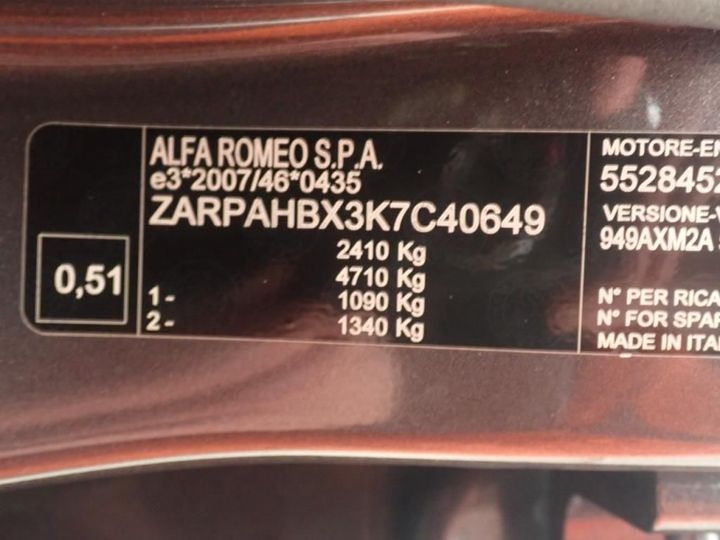 ALFA ROMEO S.P.A.
e3*2007/46*0435
ZARPAHBX3K7C40649
2410 Kg
4710 Kg
1- 1090 Kg
2- 1340 Kg
0,51
MOTORE-EN
5528452
VERSIONE-V
949AXM2A
N° PER RICA
N° FOR SPAR
MADE IN ITA